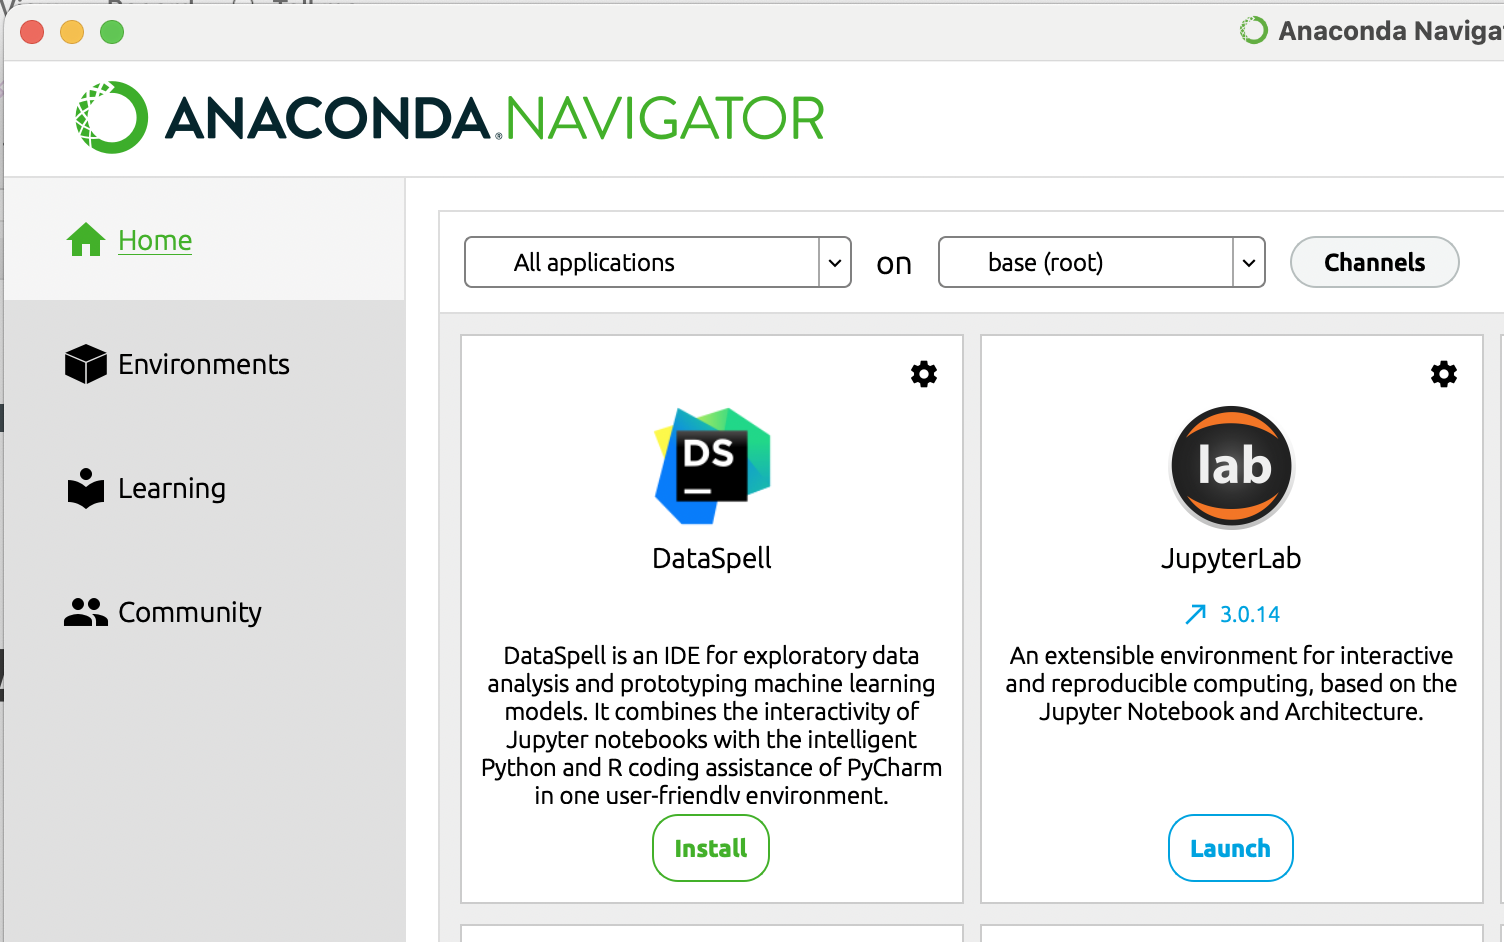 Anaconda Naviga
ANACONDA.NAVIGATOR
Home
All applications
on
base (root)
Channels
Environments
Learning
Community
DS
DataSpell
DataSpell is an IDE for exploratory data
analysis and prototyping machine learning
models. It combines the interactivity of
Jupyter notebooks with the intelligent
Python and R coding assistance of PyCharm
in one user-friendly environment.
Install
lab
JupyterLab
3.0.14
An extensible environment for interactive
and reproducible computing, based on the
Jupyter Notebook and Architecture.
Launch